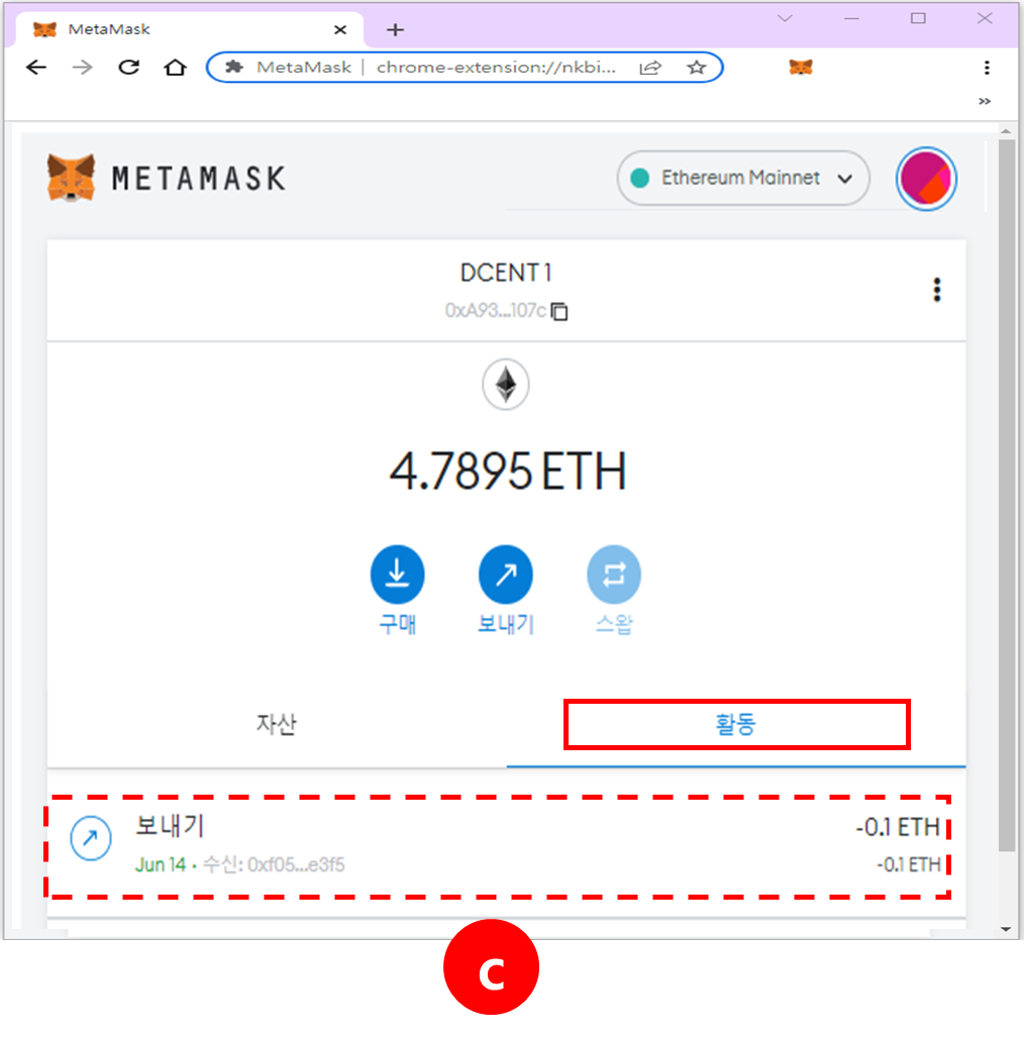 MetaMask
MetaMask | chrome-extension://nkbi...
»
METAMASK
Ethereum Mainnet
DCENT 1
0xA93...107c
4.7895 ETH
구매 보내기 스왑
자산 활동
보내기 -0.1 ETH
Jun 14 · 수신: 0xf05...e3f5 -0.1 ETH
c